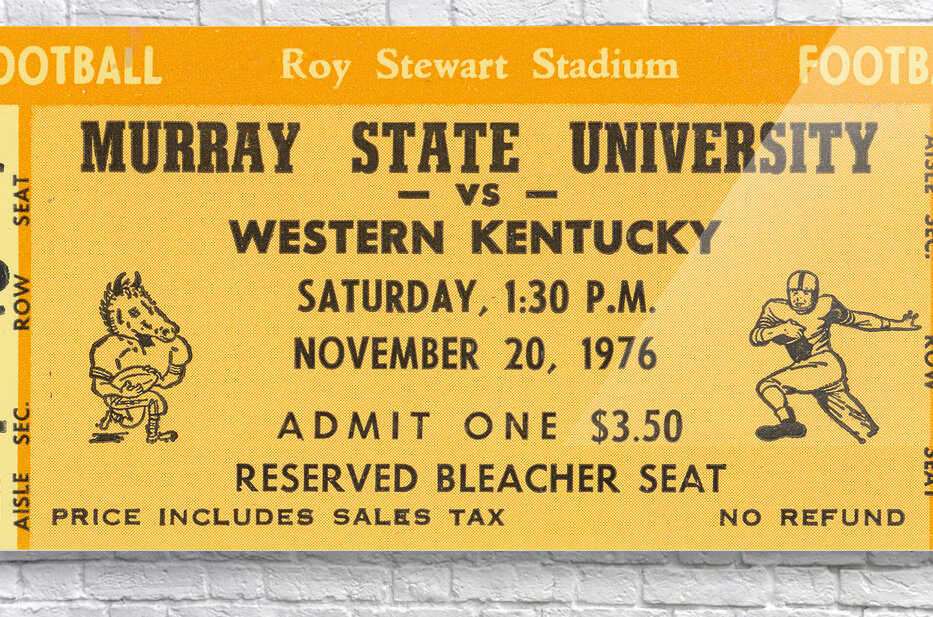 OOTBALL Roy Stewart Stadium FOOTB
MURRAY STATE UNIVERSITY
— VS —
WESTERN KENTUCKY
SATURDAY, 1:30 P.M.
NOVEMBER 20, 1976
ADMIT ONE $3.50
RESERVED BLEACHER SEAT
PRICE INCLUDES SALES TAX NO REFUND
AISLE SEC. ROW SEAT
AISLE SEC. ROW SEAT